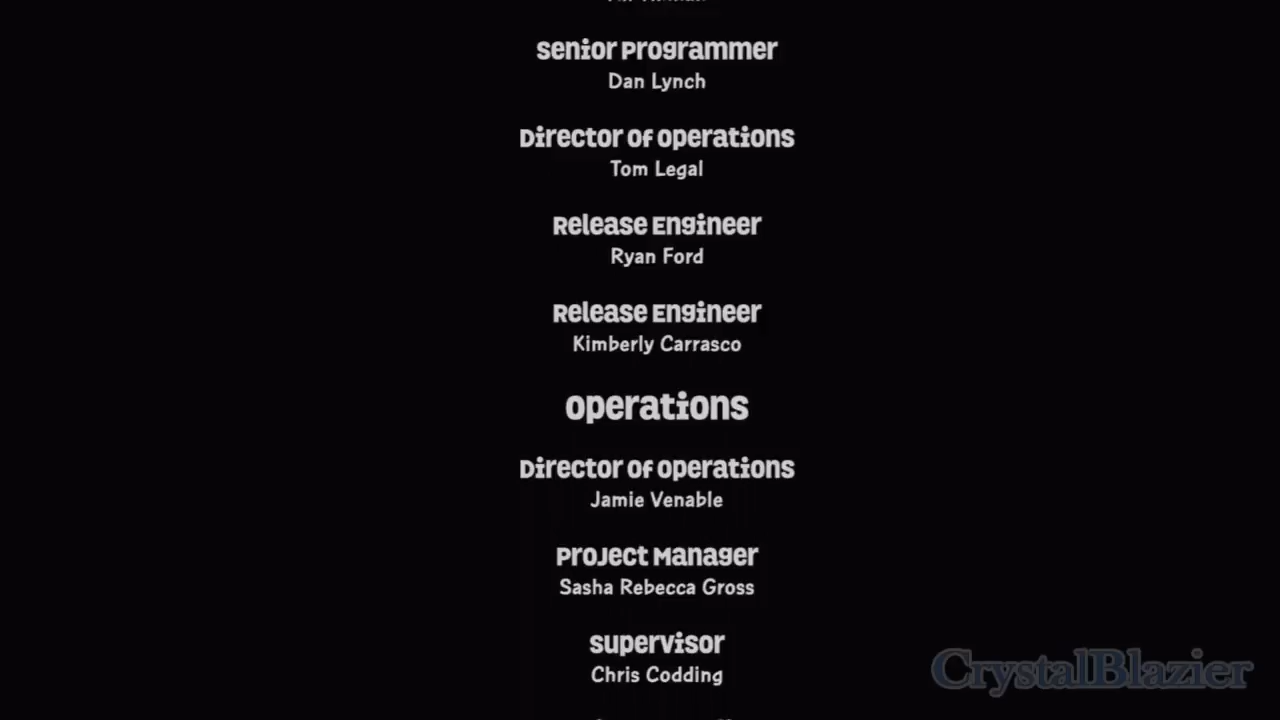 Senior Programmer
Dan Lynch
Director of Operations
Tom Legal
Release Engineer
Ryan Ford
Release Engineer
Kimberly Carrasco
Operations
Director of Operations
Jamie Venable
Project Manager
Sasha Rebecca Gross
Supervisor
Chris Codding
CrystalBlazier